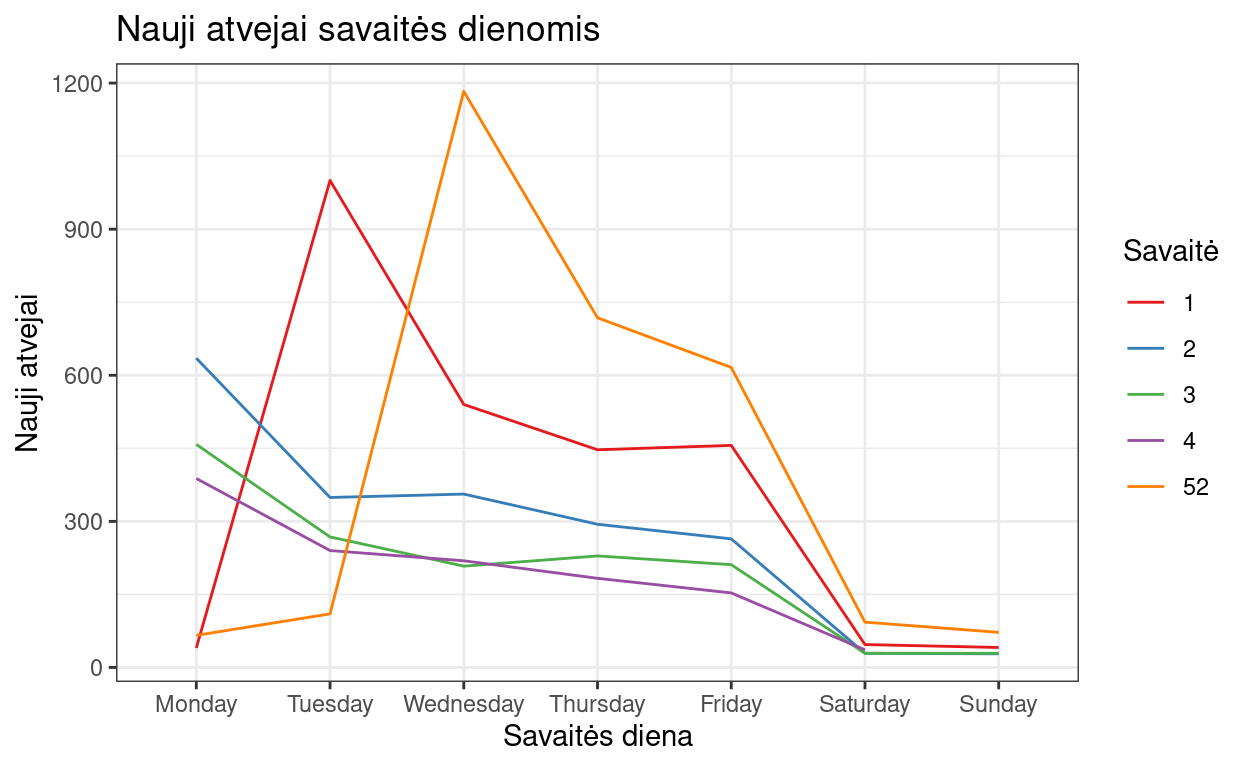 Nauji atvejai savaitės dienomis
1200
900
600
300
0
Nauji atvejai
Monday
Tuesday
Wednesday
Thursday
Friday
Saturday
Sunday
Savaitės diena
Savaitė
1
2
3
4
52